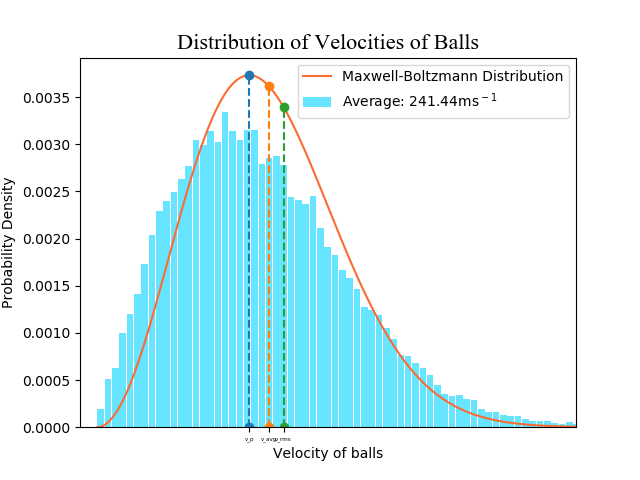 Distribution of Velocities of Balls
Maxwell-Boltzmann Distribution
Average: 241.44ms⁻¹
Probability Density
0.0035
0.0030
0.0025
0.0020
0.0015
0.0010
0.0005
0.0000
v_p v_avg v_rms
Velocity of balls